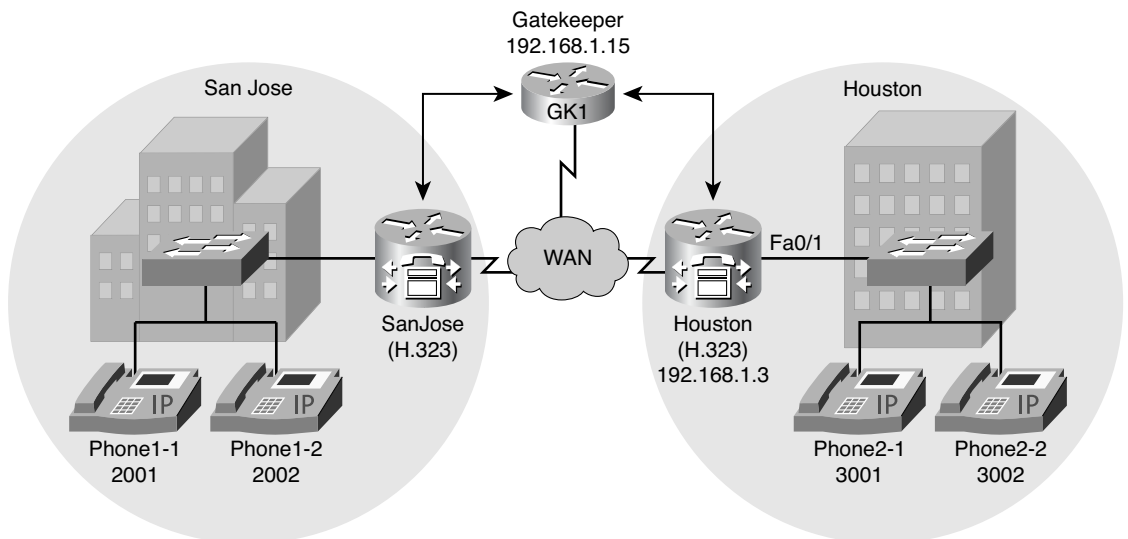 Gatekeeper
192.168.1.15
GK1
San Jose
Houston
WAN
Fa0/1
SanJose
(H.323)
Houston
(H.323)
192.168.1.3
IP
IP
IP
IP
Phone1-1
2001
Phone1-2
2002
Phone2-1
3001
Phone2-2
3002